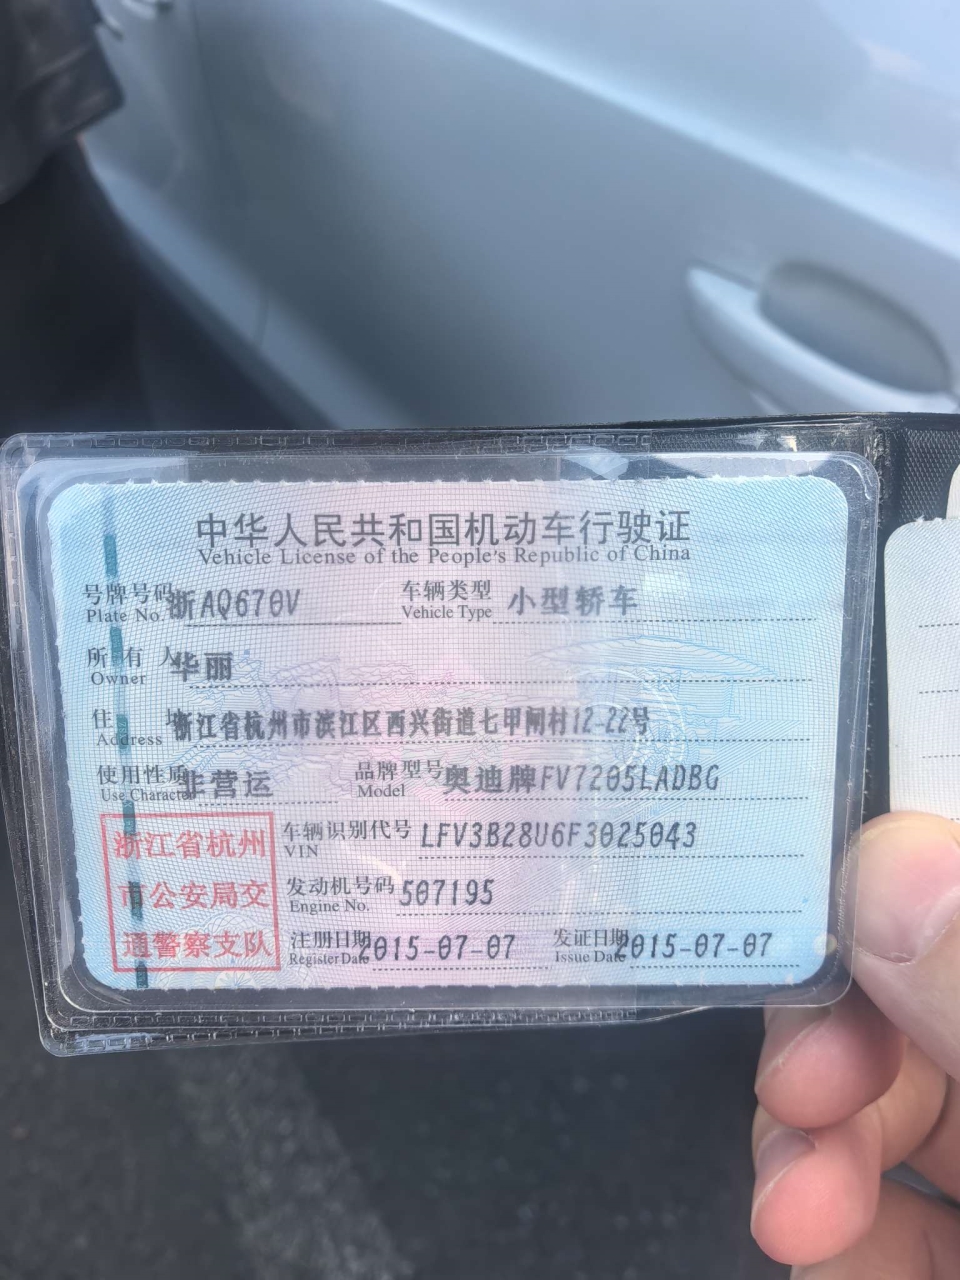 中华人民共和国机动车行驶证
Vehicle License of the People's Republic of China
号牌号码 浙AQ670V 车辆类型 小型轿车
Plate No. Vehicle Type
所有人 华丽
Owner
住址 浙江省杭州市滨江区西兴街道七甲闸村12-22号
Address
使用性质 非营运 品牌型号 奥迪牌FV7205LADBG
Use Character Model
浙江省杭州
市公安局交
通警察支队
车辆识别代号 LFV3B28U6F3025043
VIN
发动机号码 507195
Engine No.
注册日期 2015-07-07 发证日期 2015-07-07
Register Date Issue Date